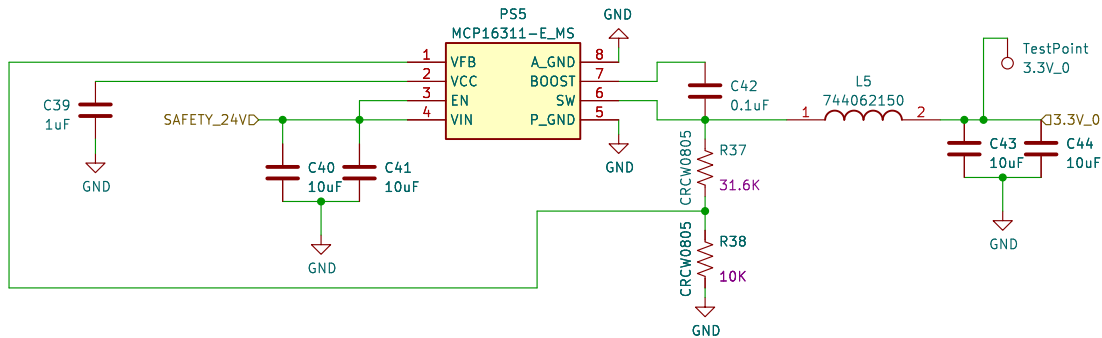 PS5
MCP16311-E_MS
GND
1 VFB
A_GND 8
2 VCC
BOOST 7
3 EN
SW 6
4 VIN
P_GND 5
GND
C39
1uF
GND
SAFETY_24V
C40
10uF
C41
10uF
GND
C42
0.1uF
L5
744062150
1
2
TestPoint
3.3V_0
3.3V_0
C43
10uF
C44
10uF
GND
CRCW0805
R37
31.6K
CRCW0805
R38
10K
GND